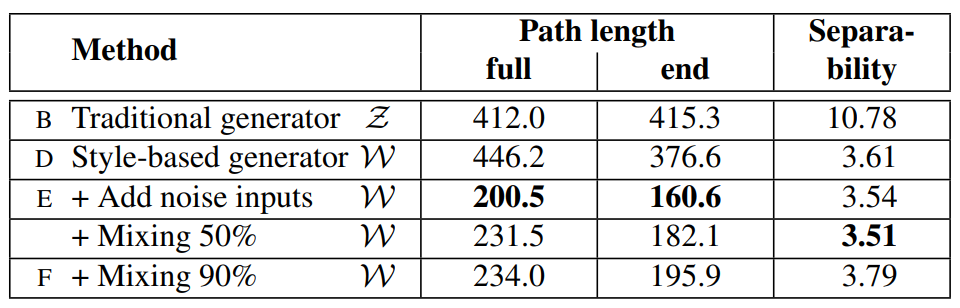 Method Path length Separa-
full end bility
B Traditional generator 𝒵 412.0 415.3 10.78
D Style-based generator 𝒲 446.2 376.6 3.61
E + Add noise inputs 𝒲 200.5 160.6 3.54
+ Mixing 50% 𝒲 231.5 182.1 3.51
F + Mixing 90% 𝒲 234.0 195.9 3.79